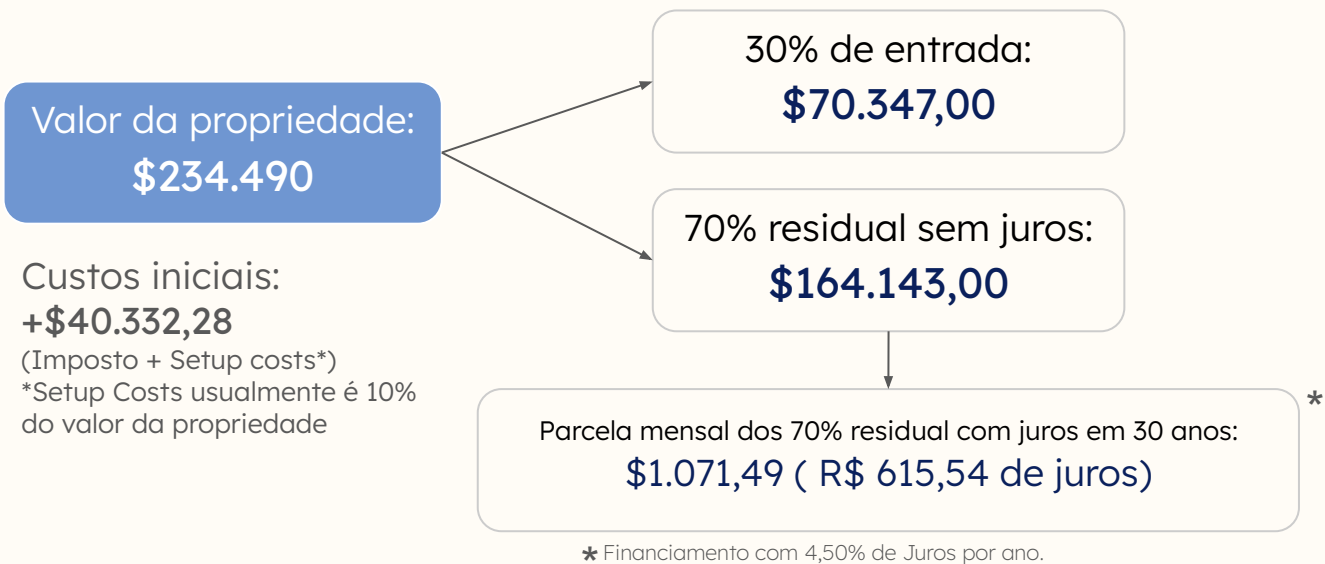 Valor da propriedade:
$234.490
30% de entrada:
$70.347,00
70% residual sem juros:
$164.143,00
Custos iniciais:
+$40.332,28
(Imposto + Setup costs*)
*Setup Costs usualmente é 10%
do valor da propriedade
*
Parcela mensal dos 70% residual com juros em 30 anos:
$1.071,49 ( R$ 615,54 de juros)
* Financiamento com 4,50% de Juros por ano.